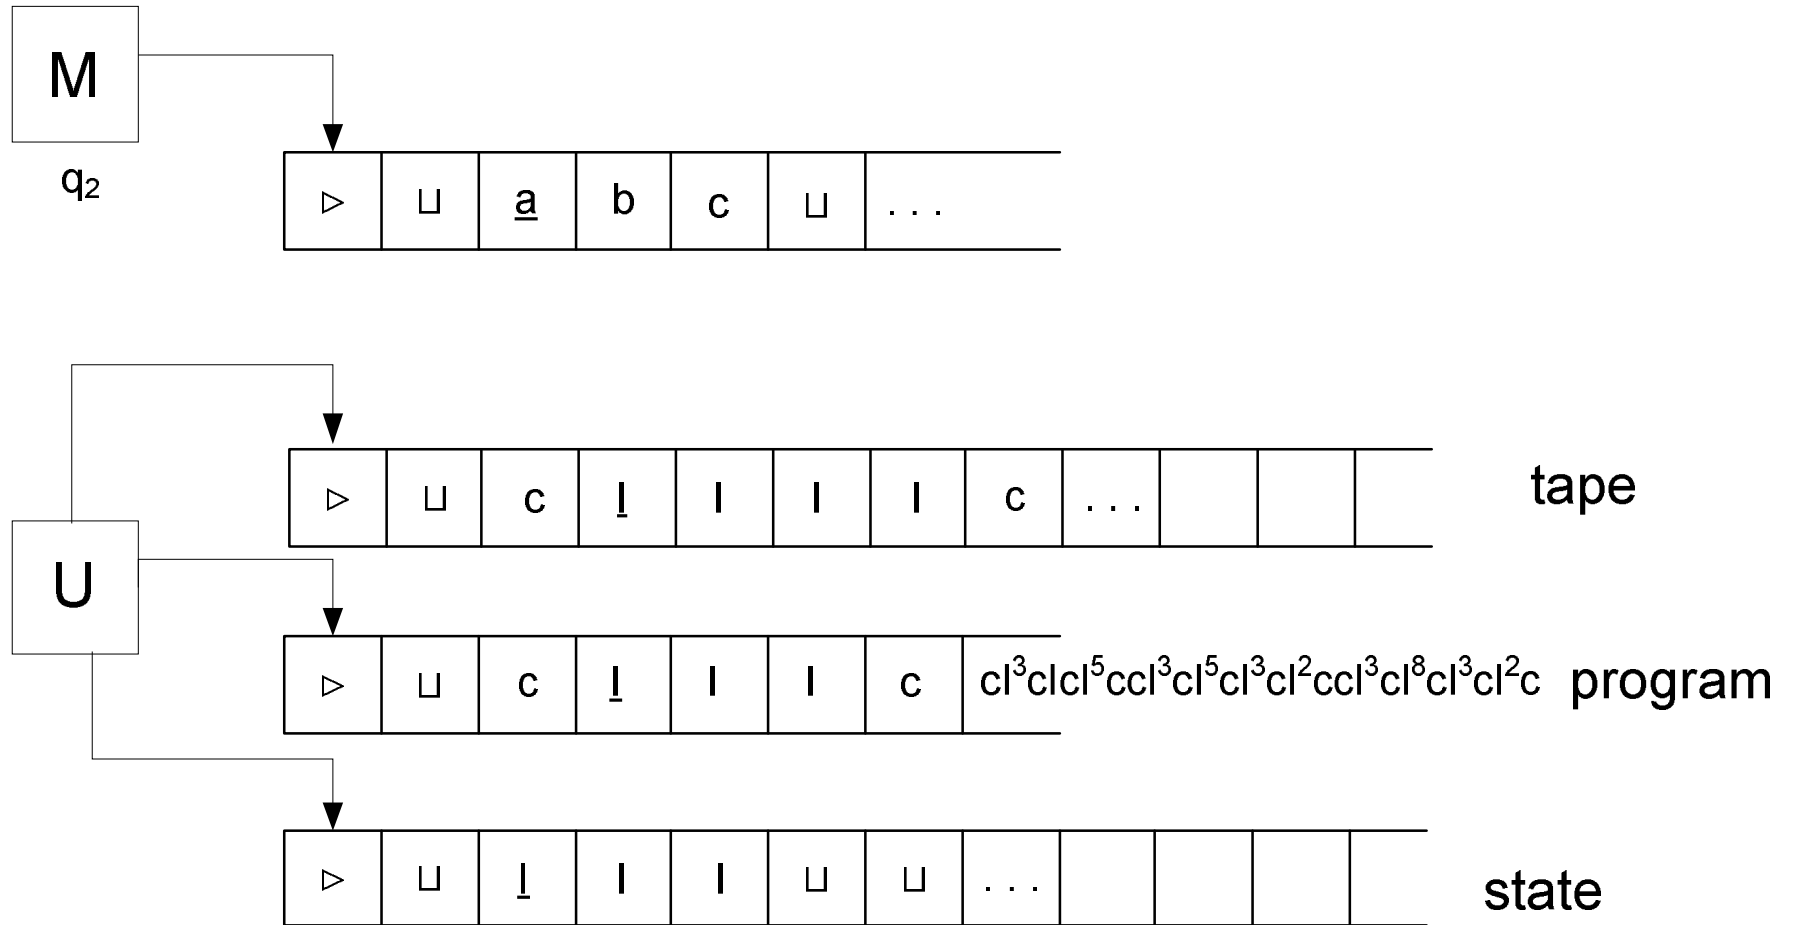 M
q₂
▷ ⊔ a b c ⊔ . . .
▷ ⊔ c I I I I c . . . tape
U
▷ ⊔ c I I I c cI³cIcI⁵ccI³cI⁵cI³cI²ccI³cI⁸cI³cI²c program
▷ ⊔ I I I ⊔ ⊔ . . . state